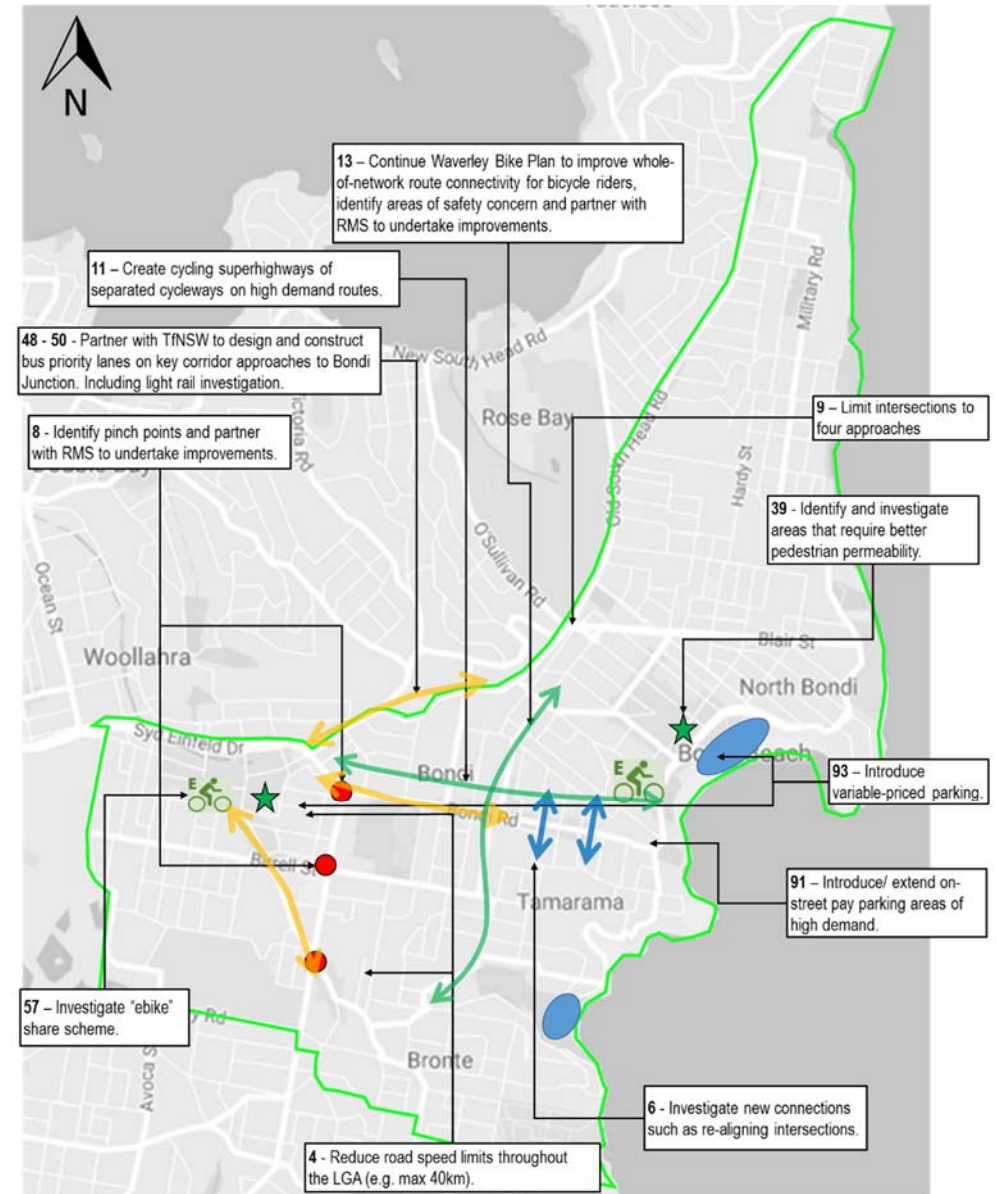 N
13 – Continue Waverley Bike Plan to improve whole-
of-network route connectivity for bicycle riders,
identify areas of safety concern and partner with
RMS to undertake improvements.
11 – Create cycling superhighways of
separated cycleways on high demand routes.
48 - 50 - Partner with TfNSW to design and construct
bus priority lanes on key corridor approaches to Bondi
Junction. Including light rail investigation.
8 - Identify pinch points and partner
with RMS to undertake improvements.
Military Rd
New South Head Rd
Rose Bay
Old South Head Rd
9 – Limit intersections to
four approaches
Hardy St
39 - Identify and investigate
areas that require better
pedestrian permeability.
O'Sullivan Rd
Ocean St
Woollahra
Blair St
North Bondi
Syd Einfeld Dr
Bondi
Beach
E
E
Bondi Rd
93 – Introduce
variable-priced parking.
Birrell St
Tamarama
91 – Introduce/ extend on-
street pay parking areas of
high demand.
57 – Investigate "ebike"
share scheme.
Rd
Avoca S
Bronte
6 - Investigate new connections
such as re-aligning intersections.
4 - Reduce road speed limits throughout
the LGA (e.g. max 40km).